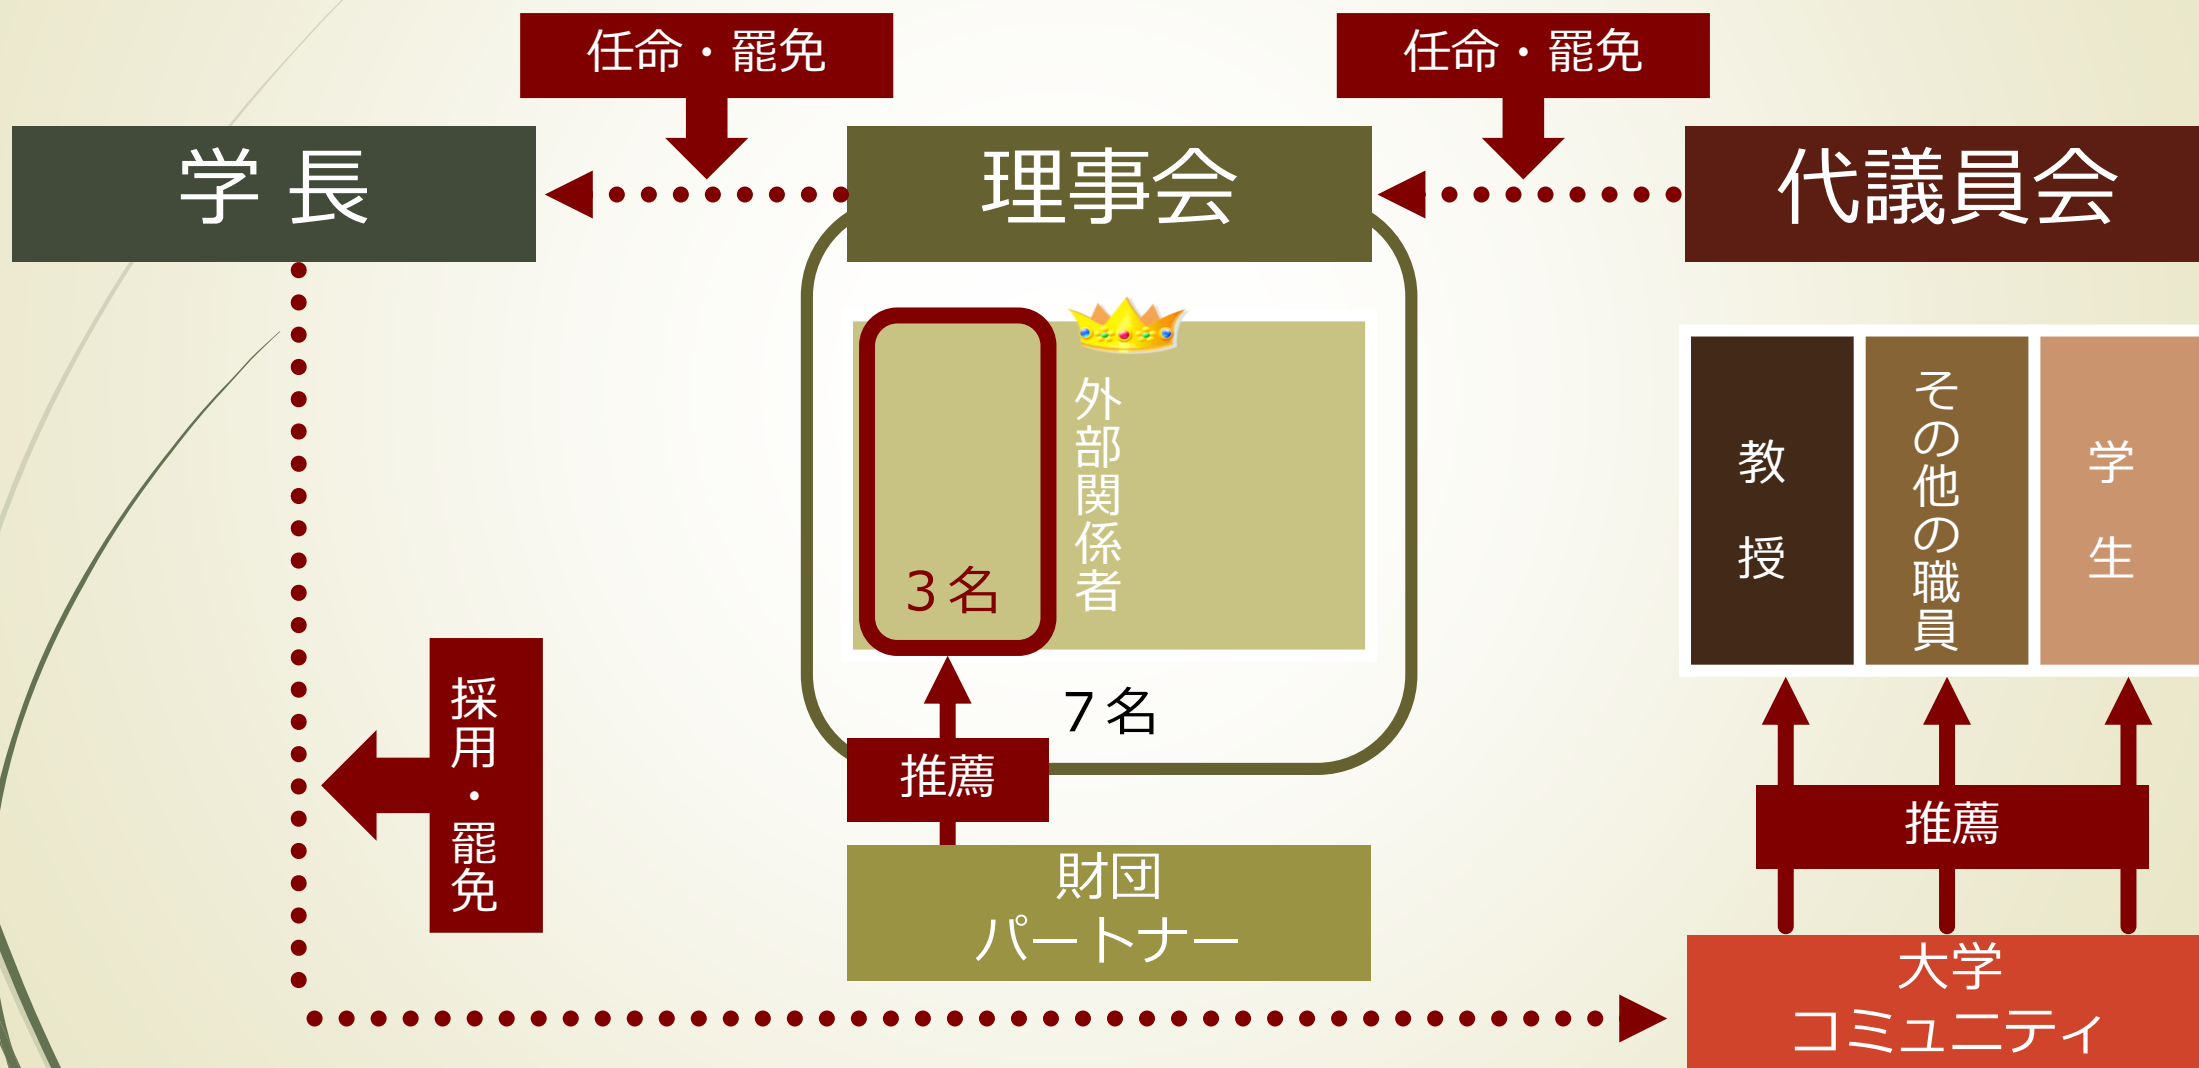 任命・罷免
任命・罷免
学 長
理事会
代議員会
外部関係者
３名
７名
教 授
その他の職員
学 生
採用・罷免
推薦
推薦
財団
パートナー
大学
コミュニティ